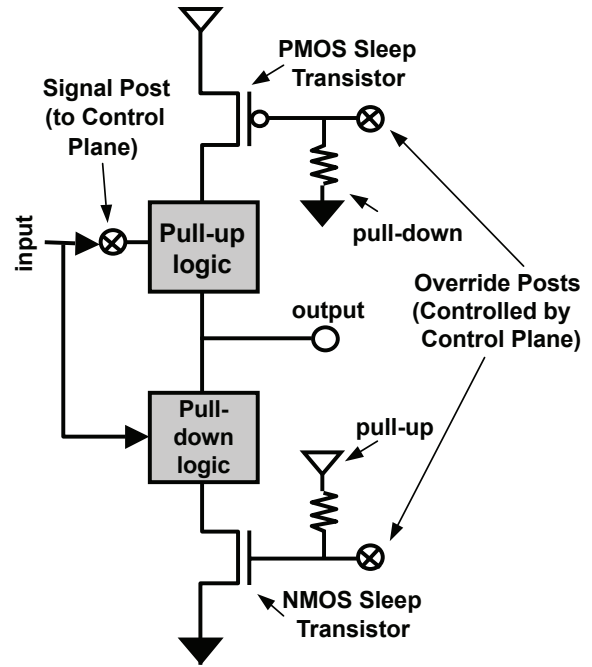 PMOS Sleep
Transistor
Signal Post
(to Control
Plane)
input
Pull-up
logic
pull-down
Override Posts
(Controlled by
Control Plane)
output
Pull-
down
logic
pull-up
NMOS Sleep
Transistor